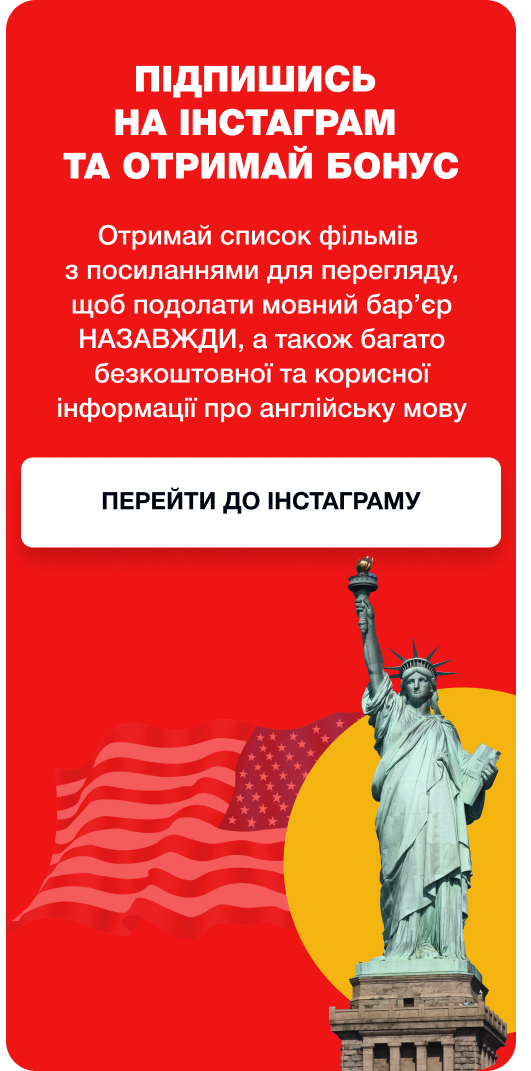 ПІДПИШИСЬ
НА ІНСТАГРАМ
ТА ОТРИМАЙ БОНУС
Отримай список фільмів
з посиланнями для перегляду,
щоб подолати мовний бар’єр
НАЗАВЖДИ, а також багато
безкоштовної та корисної
інформації про англійську мову
ПЕРЕЙТИ ДО ІНСТАГРАМУ